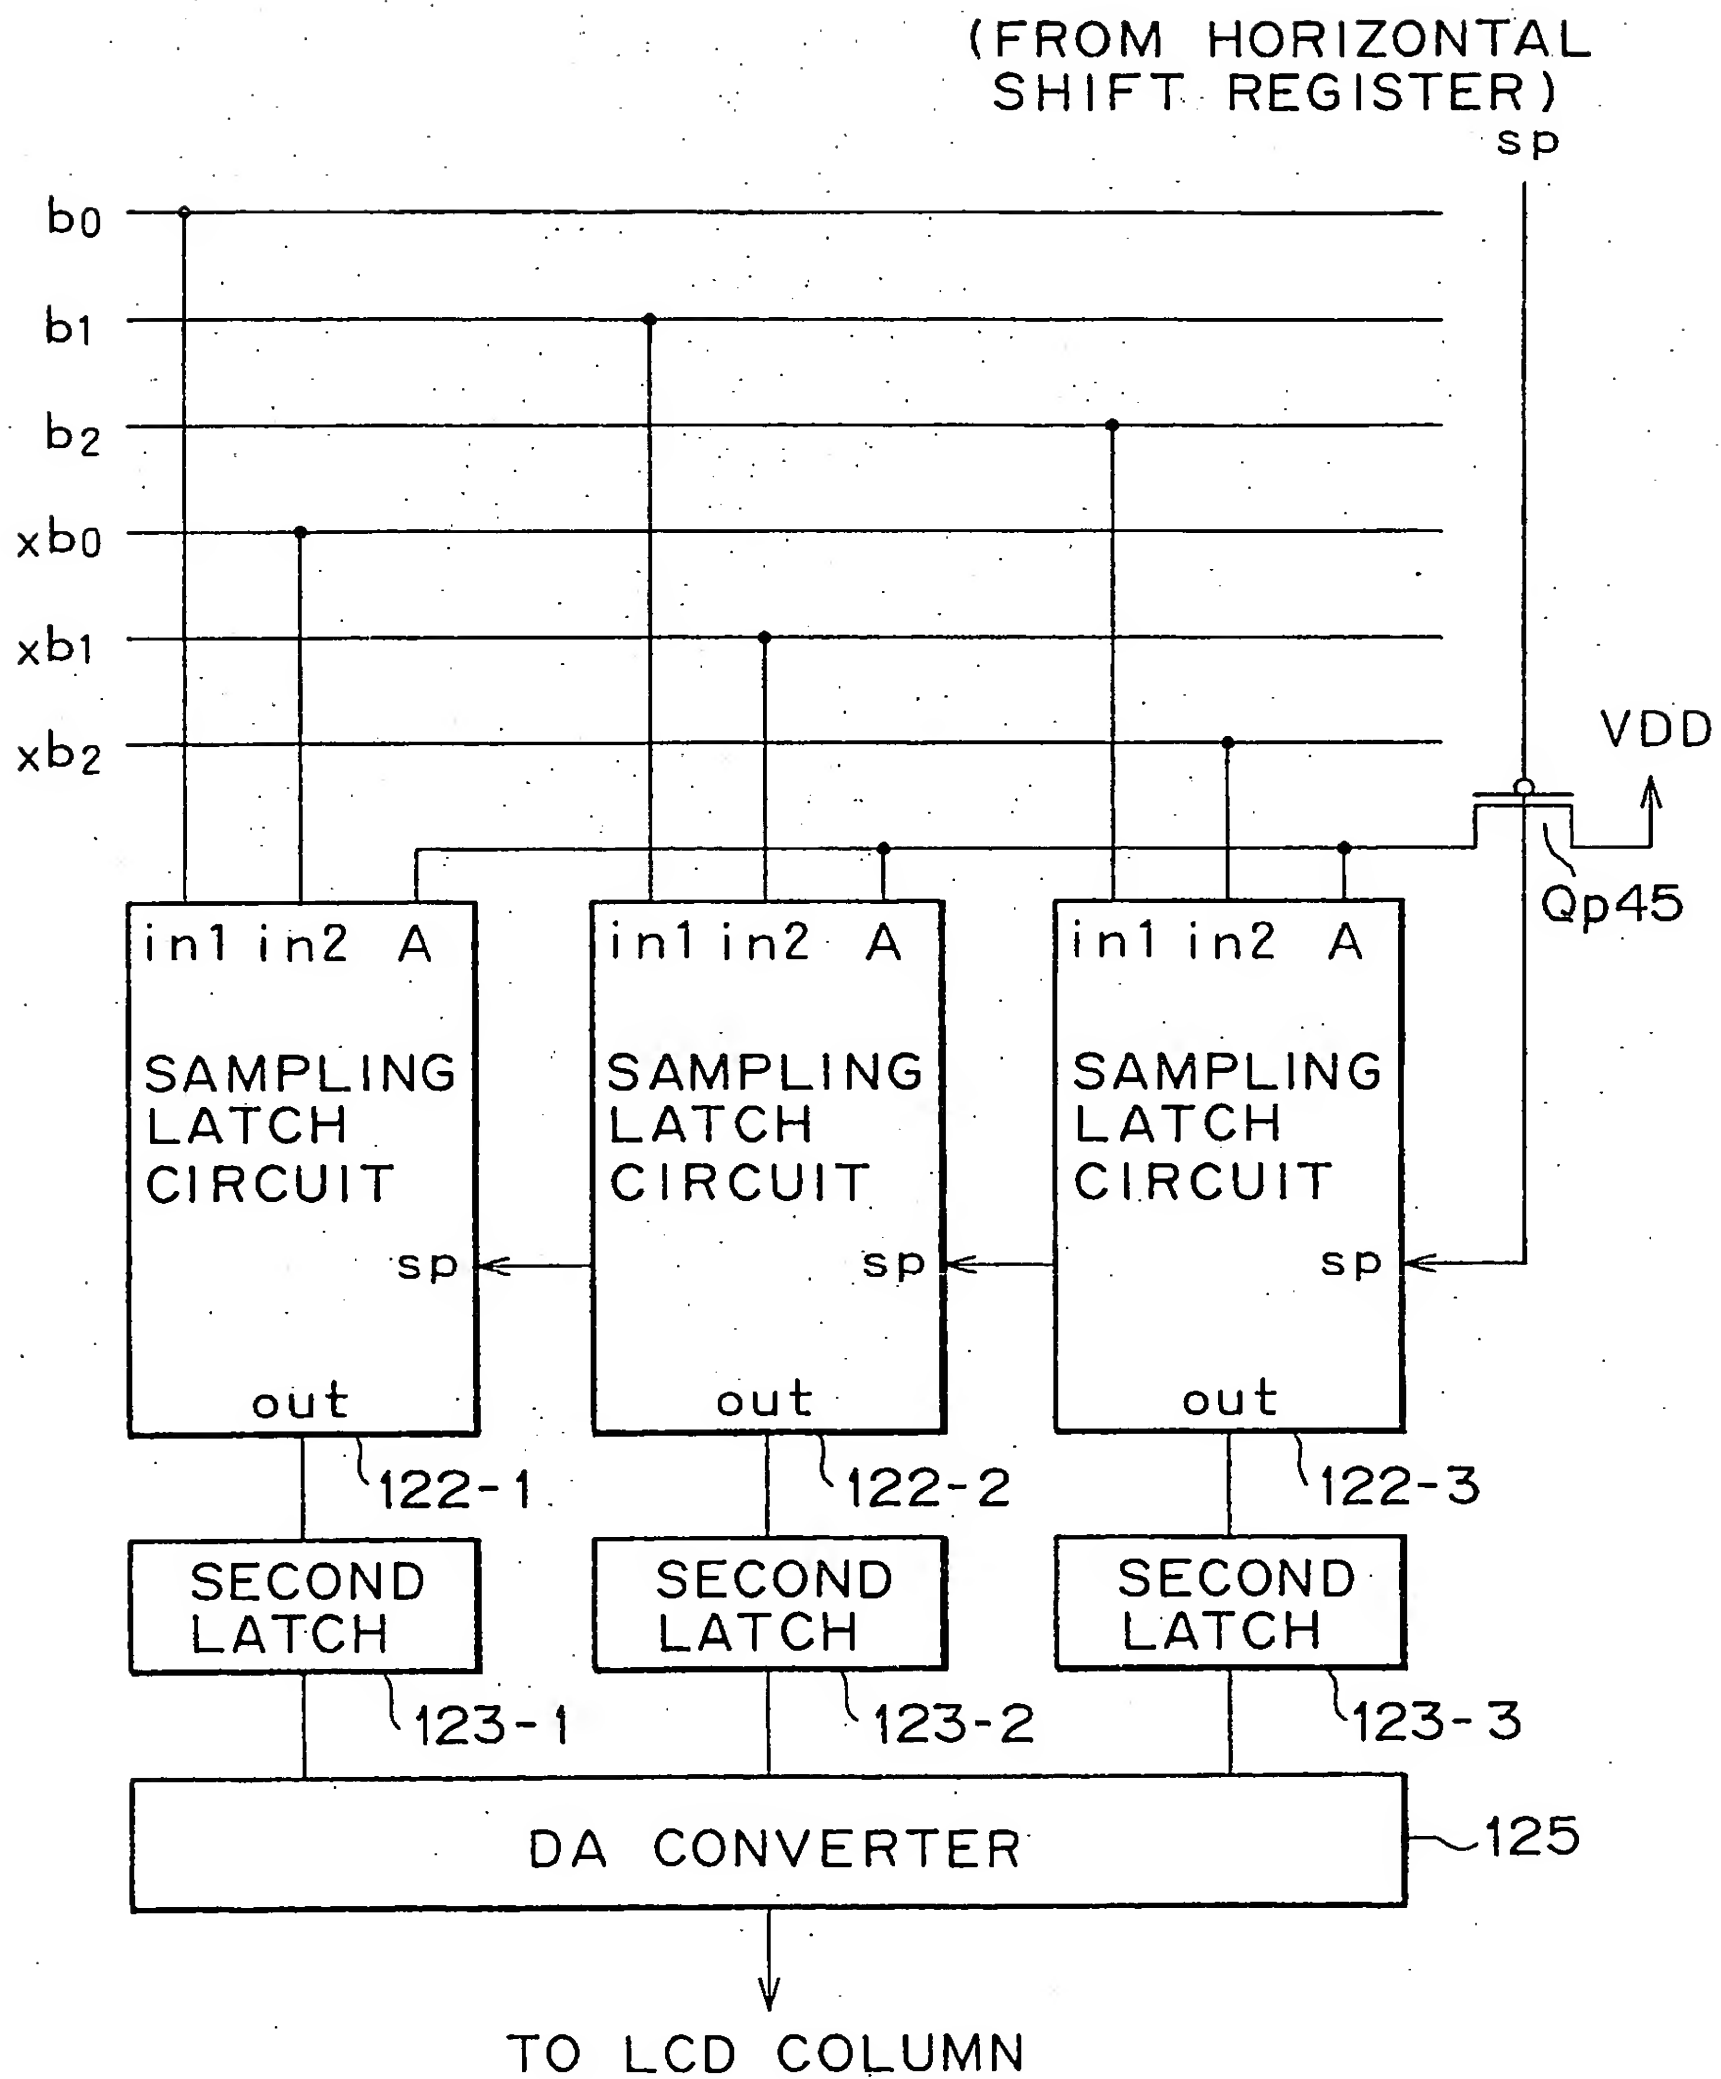 (FROM HORIZONTAL
SHIFT REGISTER)
sp
b0
b1
b2
xb0
xb1
xb2
VDD
Qp45
in1 in2 A
in1 in2 A
in1 in2 A
SAMPLING
LATCH
CIRCUIT
SAMPLING
LATCH
CIRCUIT
SAMPLING
LATCH
CIRCUIT
sp
sp
sp
out
out
out
122-1
122-2
122-3
SECOND
LATCH
SECOND
LATCH
SECOND
LATCH
123-1
123-2
123-3
DA CONVERTER
125
TO LCD COLUMN